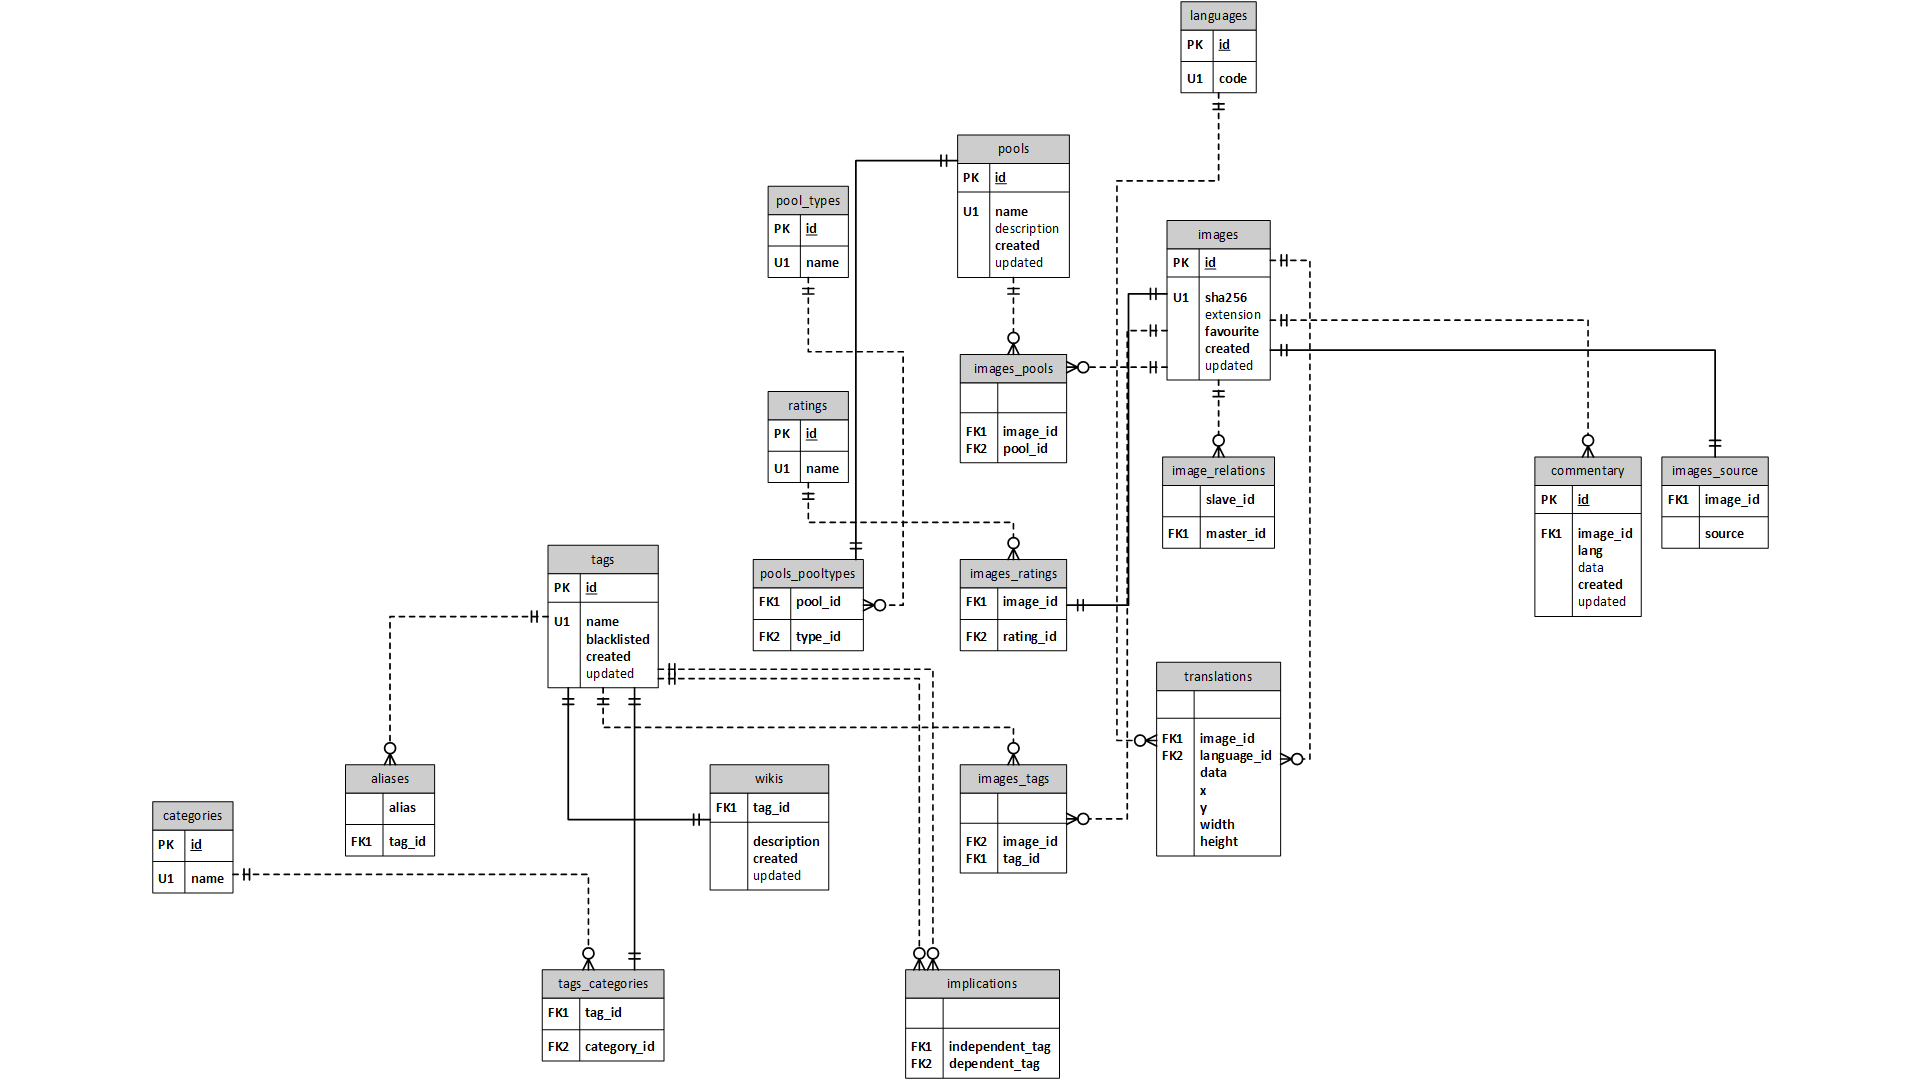 languages
PK id
U1 code
pools
PK id
U1 name
description
created
updated
pool_types
PK id
U1 name
images
PK id
U1 sha256
extension
favourite
created
updated
images_pools
FK1 image_id
FK2 pool_id
ratings
PK id
U1 name
image_relations
slave_id
FK1 master_id
commentary
PK id
FK1 image_id
lang
data
created
updated
images_source
FK1 image_id
source
tags
PK id
U1 name
blacklisted
created
updated
pools_pooltypes
FK1 pool_id
FK2 type_id
images_ratings
FK1 image_id
FK2 rating_id
translations
FK1 image_id
FK2 language_id
data
x
y
width
height
aliases
alias
FK1 tag_id
wikis
FK1 tag_id
description
created
updated
images_tags
FK2 image_id
FK1 tag_id
categories
PK id
U1 name
tags_categories
FK1 tag_id
FK2 category_id
implications
FK1 independent_tag
FK2 dependent_tag